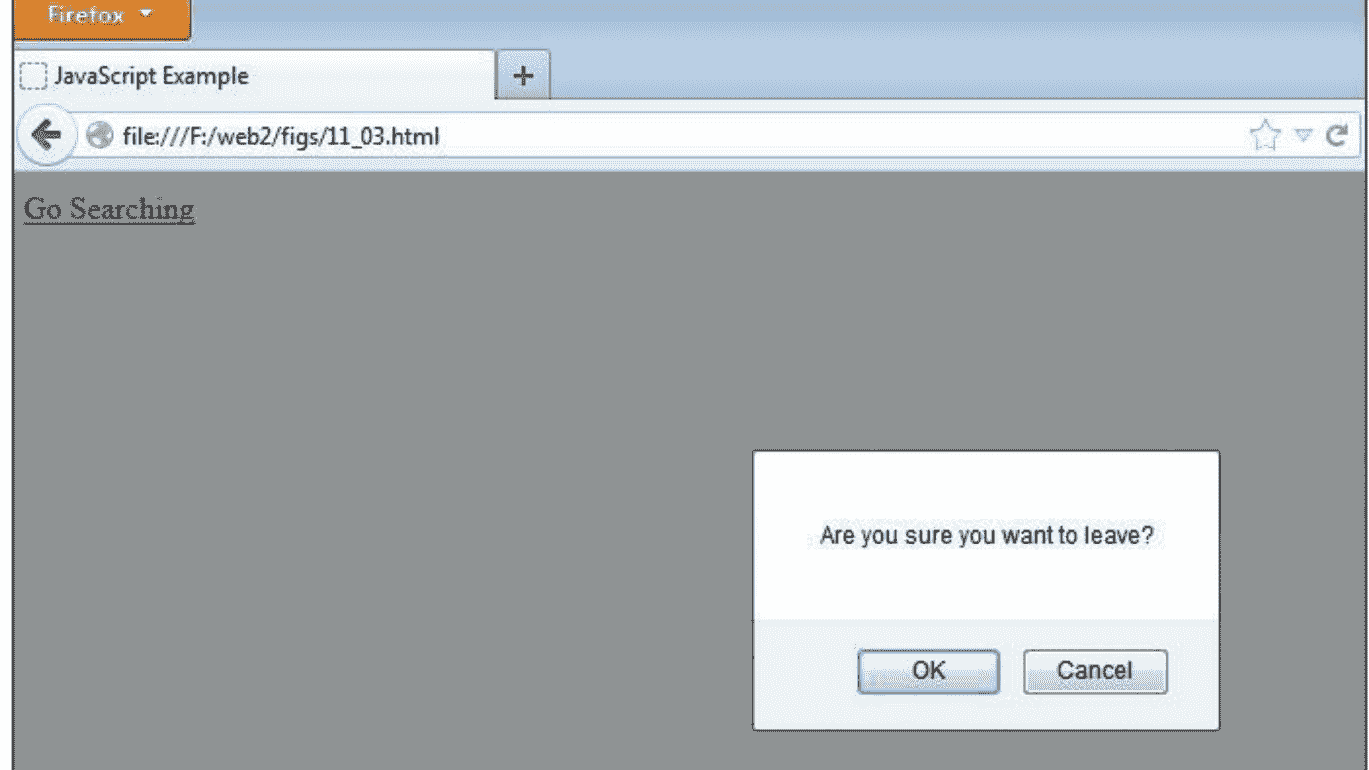 Firefox
JavaScript Example
file:///F:/web2/figs/11_03.html
Go Searching
Are you sure you want to leave?
OK Cancel